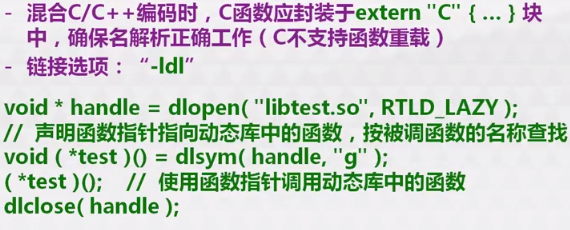 - 混合C/C++编码时，C函数应封装于extern "C" { ... } 块
中，确保名解析正确工作（C不支持函数重载）
- 链接选项：“-ldl”
void * handle = dlopen( "libtest.so", RTLD_LAZY );
// 声明函数指针指向动态库中的函数，按被调函数的名称查找
void ( *test )() = dlsym( handle, "g" );
( *test )(); // 使用函数指针调用动态库中的函数
dlclose( handle );